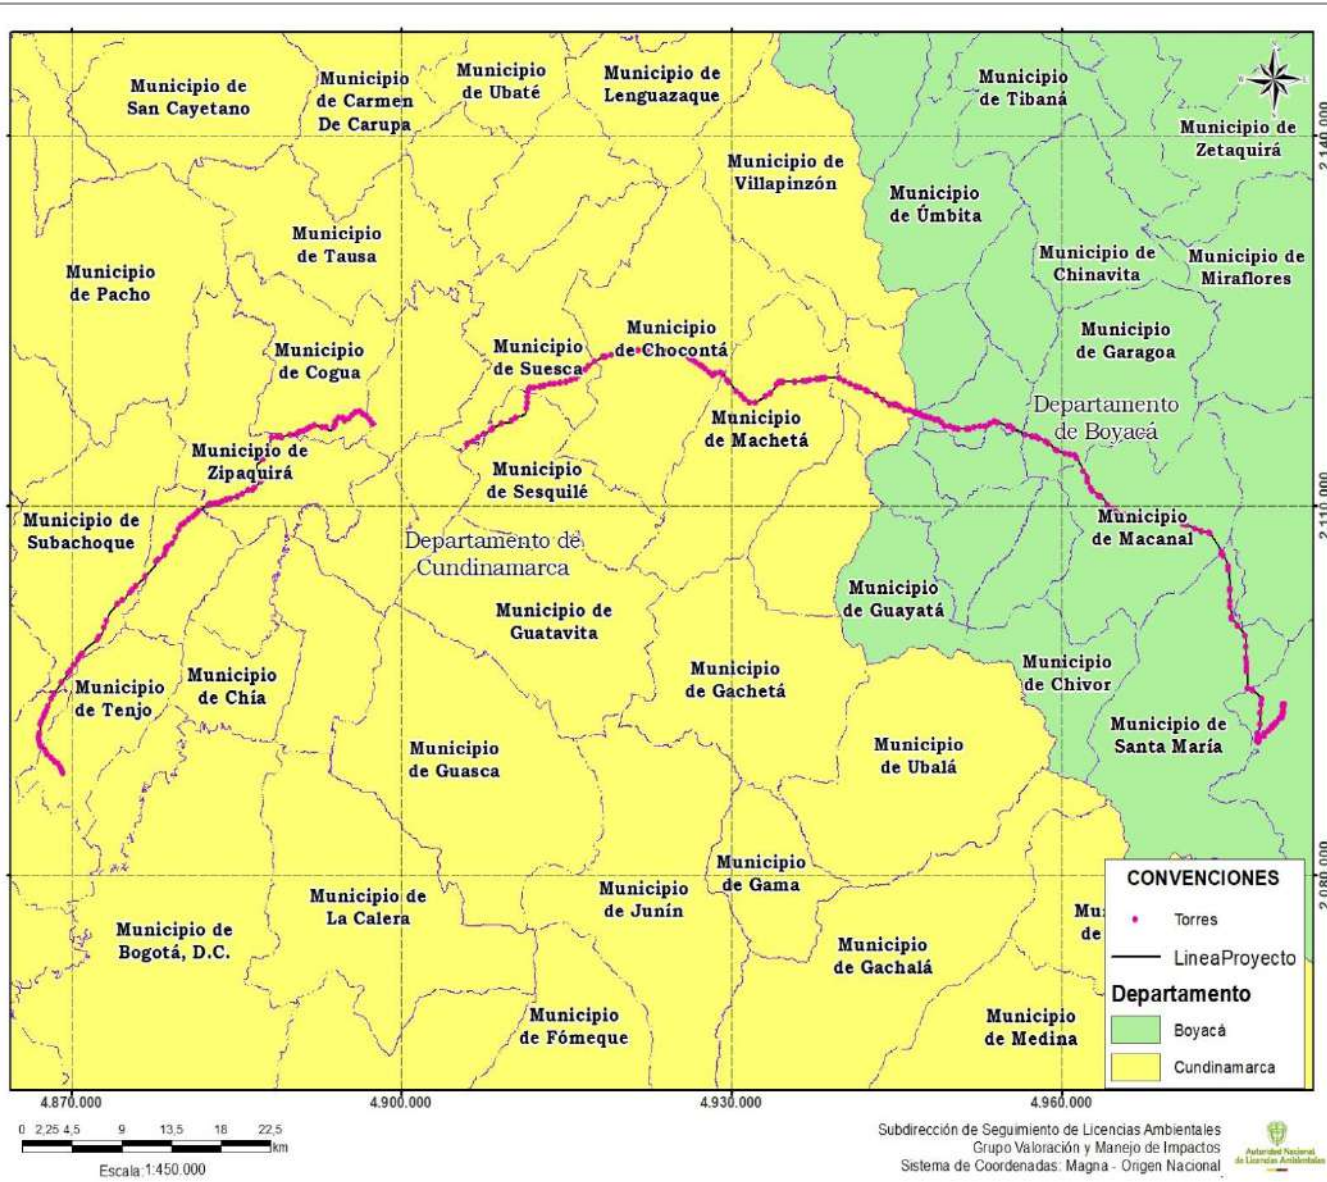 Municipio de
San Cayetano
Municipio
de Carmen
De Carupa
Municipio
de Ubaté
Municipio de
Lenguazaque
Municipio
de Tibaná
Municipio de
Zetaquirá
2.140.000
Municipio de
Villapinzón
Municipio
de Úmbita
Municipio
de Tausa
Municipio
de Pacho
Municipio de
Chinavita
Municipio de
Miraflores
Municipio
de Cogua
Municipio
de Suesca
Municipio
de Chocontá
Municipio
de Garagoa
Municipio
de Machetá
Departamento
de Boyacá
Municipio de
Zipaquirá
Municipio
de Sesquilé
Municipio de
Subachoque
2.110.000
Municipio
de Macanal
Departamento de
Cundinamarca
Municipio
de Guayatá
Municipio de
Guatavita
Municipio
de Tenjo
Municipio
de Chía
Municipio
de Gachetá
Municipio
de Chivor
Municipio de
Santa María
Municipio
de Guasca
Municipio
de Ubalá
Municipio
de Gama
2.080.000
Municipio de
La Calera
Municipio
de Junín
Municipio de
Bogotá, D.C.
Municipio
de Gachalá
Municipio
de Fómeque
Municipio
de Medina
de
CONVENCIONES
Torres
LineaProyecto
Departamento
Boyacá
Cundinamarca
4.870.000
4.900.000
4.930.000
4.960.000
0 2,25 4,5 9 13,5 18 22,5
km
Escala:1:450.000
Subdirección de Seguimiento de Licencias Ambientales
Grupo Valoración y Manejo de Impactos
Sistema de Coordenadas: Magna - Origen Nacional
Autoridad Nacional
de Licencias Ambientales